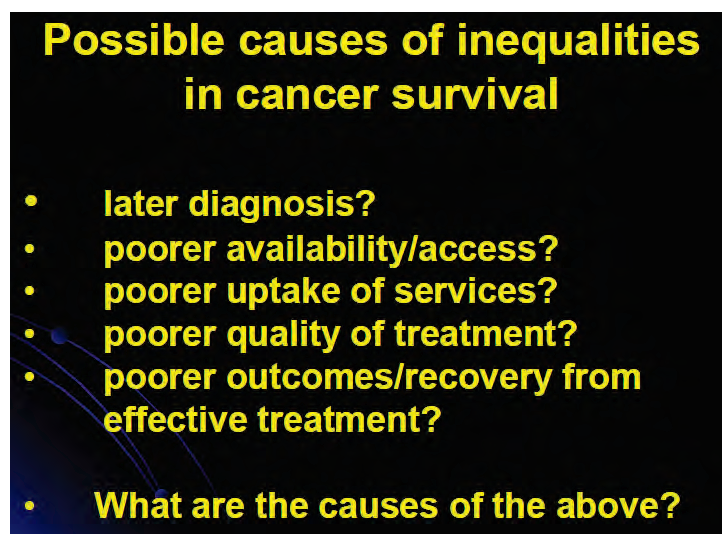 Possible causes of inequalities
in cancer survival
• later diagnosis?
• poorer availability/access?
• poorer uptake of services?
• poorer quality of treatment?
• poorer outcomes/recovery from
effective treatment?
• What are the causes of the above?